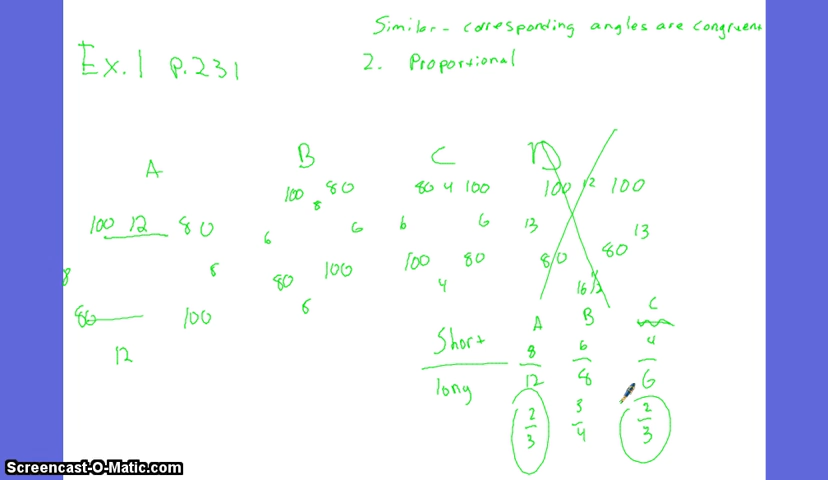 Similar - corresponding angles are congruent
Ex.1 p.231
2. Proportional
A B C D
100 80 80 4 100 100 12 100
8
100 12 80
6 6 6 6 13 13
8 8
80 100 100 80 80 80
4
6
80 100
12
A B C
Short 8 6 4
long 12 8 6
2 3 2
3 4 3
Screencast-O-Matic.com